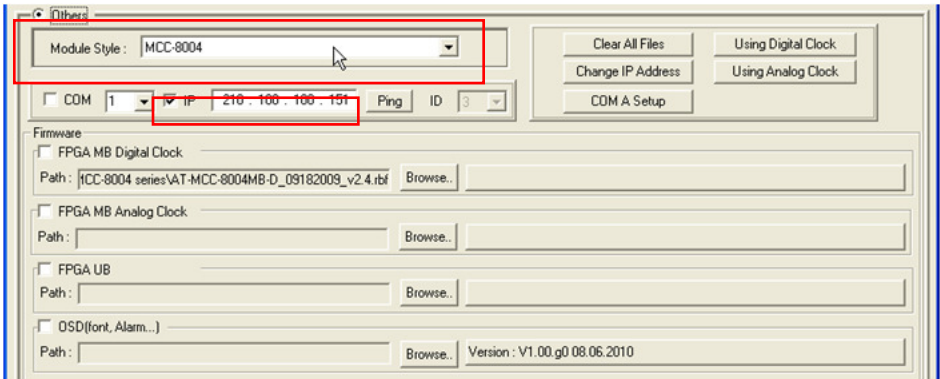 Others
Module Style : MCC-8004
Clear All Files
Using Digital Clock
Change IP Address
Using Analog Clock
COM A Setup
COM 1 IP 210 . 100 . 100 . 151 Ping ID 3
Firmware
FPGA MB Digital Clock
Path : 1CC-8004 series\AT-MCC-8004MB-D_09182009_v2.4.rbf Browse..
FPGA MB Analog Clock
Path : Browse..
FPGA UB
Path : Browse..
OSD(font, Alarm...)
Path : Browse.. Version : V1.00.g0 08.06.2010